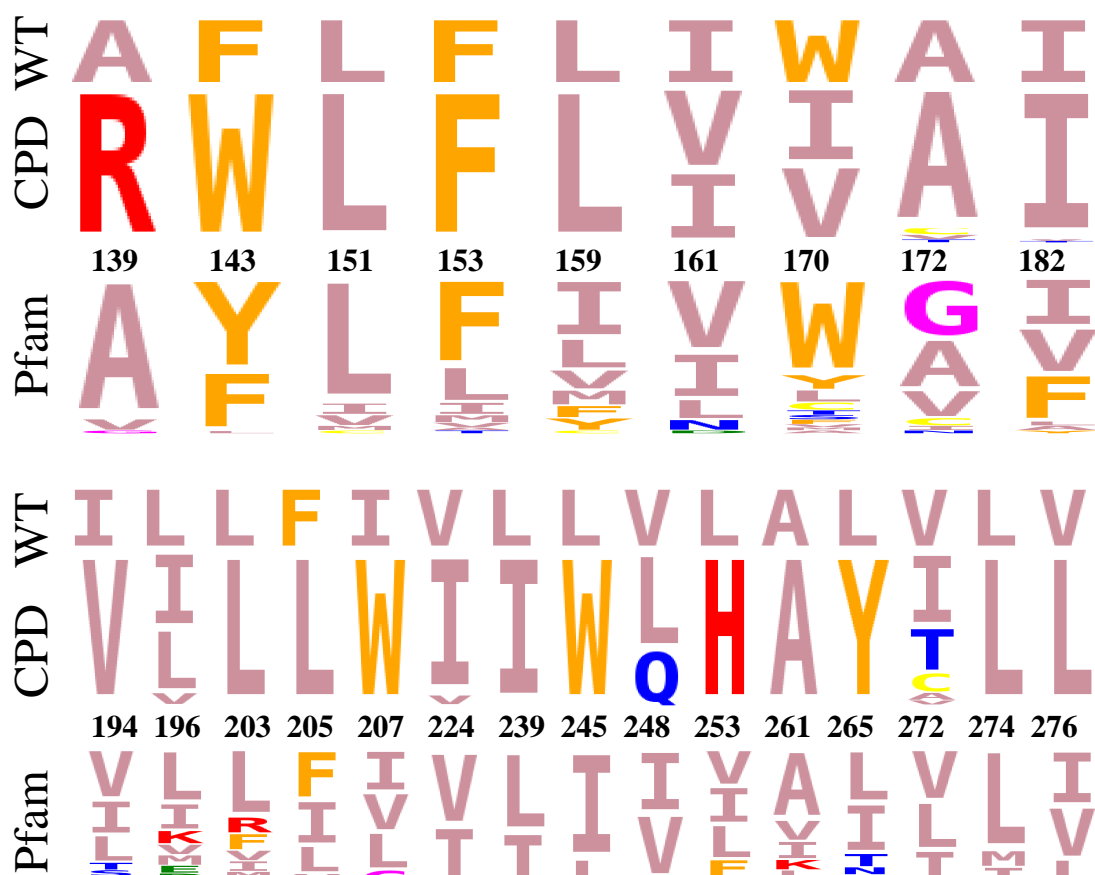 WT A F L F L I W A I
CPD R W L F L V I A I
I V C
139 143 151 153 159 161 170 172 182
Pfam A Y L F I V W G I
V F I L L I Y A V
V I V L L V F
M M N C
F
Y
WT I L L F I V L L V L A L V L V
CPD V I L L W I I W L H A Y I L L
L V Q T
V C
A
194 196 203 205 207 224 239 245 248 253 261 265 272 274 276
Pfam V L L F I V L I I V A L V L I
I I R I V T T V I V I L L V
L K F L L I T M
V V F K N
M I
E